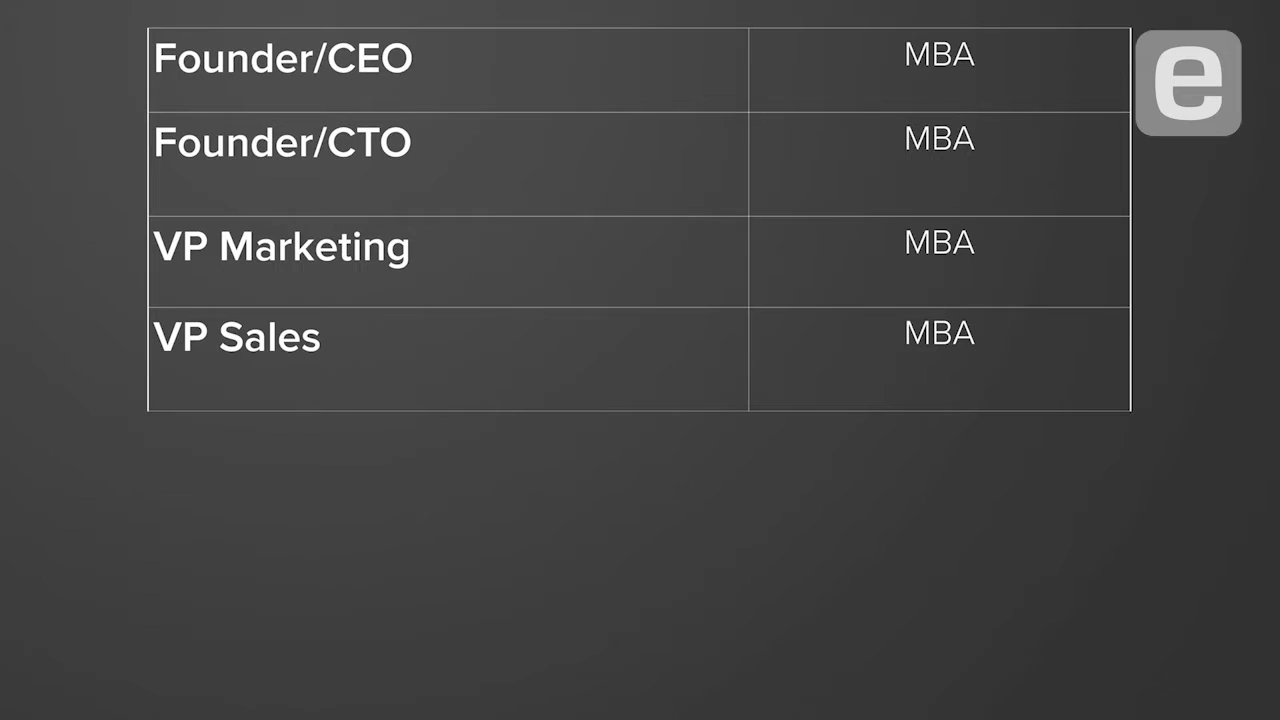 Founder/CEO MBA
Founder/CTO MBA
VP Marketing MBA
VP Sales MBA
e